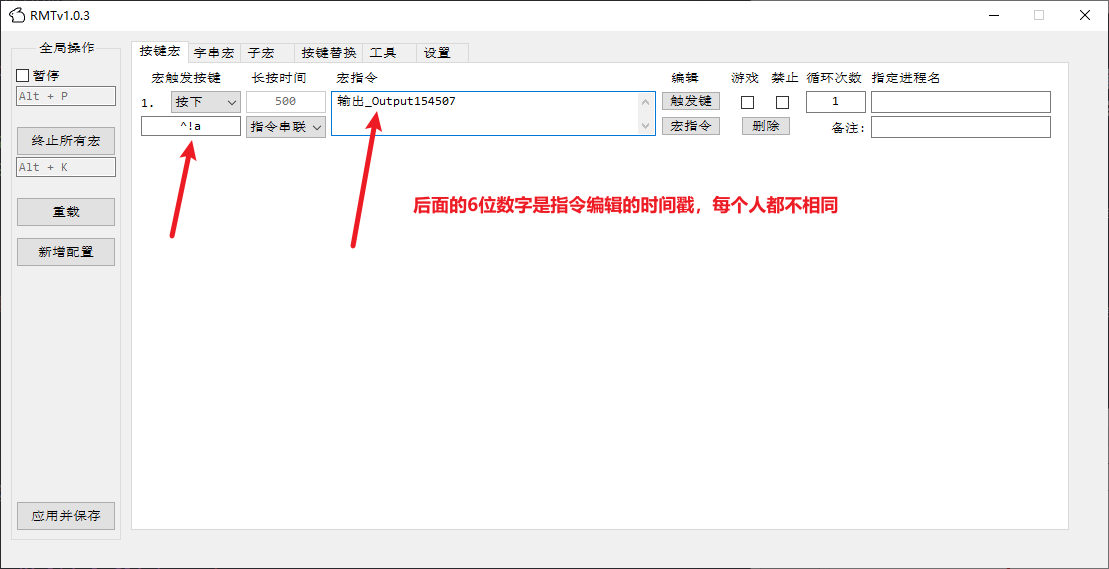 RMTv1.0.3
全局操作
暂停
Alt + P
终止所有宏
Alt + K
重载
新增配置
应用并保存
按键宏 字串宏 子宏 按键替换 工具 设置
宏触发按键 长按时间 宏指令 编辑 游戏 禁止 循环次数 指定进程名
1. 按下 500 输出_Output154507 触发键 1
^!a 指令串联 宏指令 删除 备注:
后面的6位数字是指令编辑的时间戳，每个人都不相同